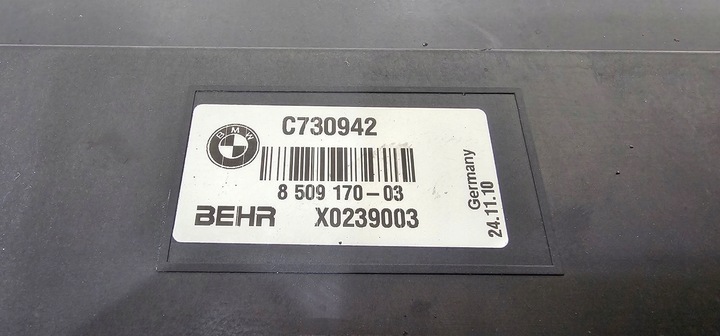 BMW
C730942
8 509 170-03
BEHR X0239003
Germany
24.11.10